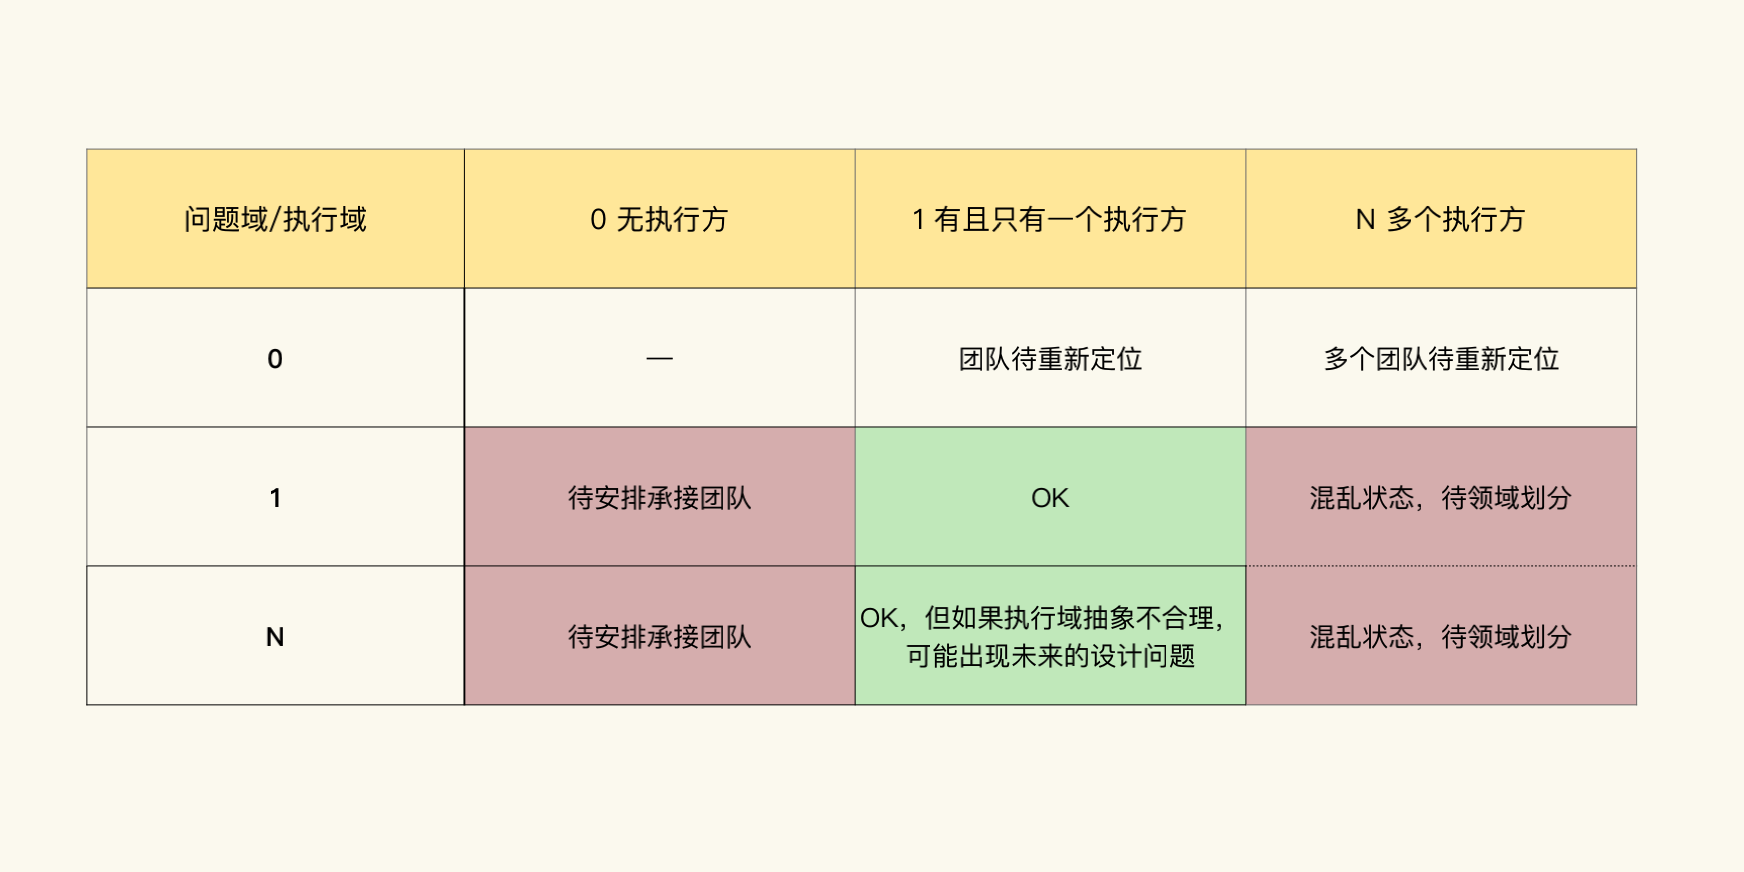 问题域/执行域
0 无执行方
1 有且只有一个执行方
N 多个执行方
0
—
团队待重新定位
多个团队待重新定位
1
待安排承接团队
OK
混乱状态，待领域划分
N
待安排承接团队
OK，但如果执行域抽象不合理，
可能出现未来的设计问题
混乱状态，待领域划分